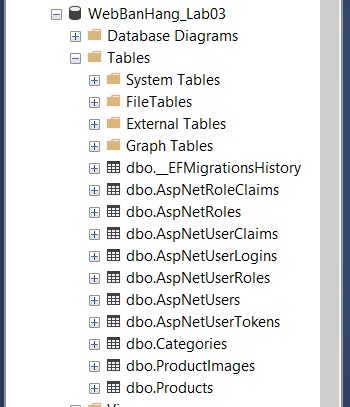 WebBanHang_Lab03
Database Diagrams
Tables
System Tables
FileTables
External Tables
Graph Tables
dbo.__EFMigrationsHistory
dbo.AspNetRoleClaims
dbo.AspNetRoles
dbo.AspNetUserClaims
dbo.AspNetUserLogins
dbo.AspNetUserRoles
dbo.AspNetUsers
dbo.AspNetUserTokens
dbo.Categories
dbo.ProductImages
dbo.Products